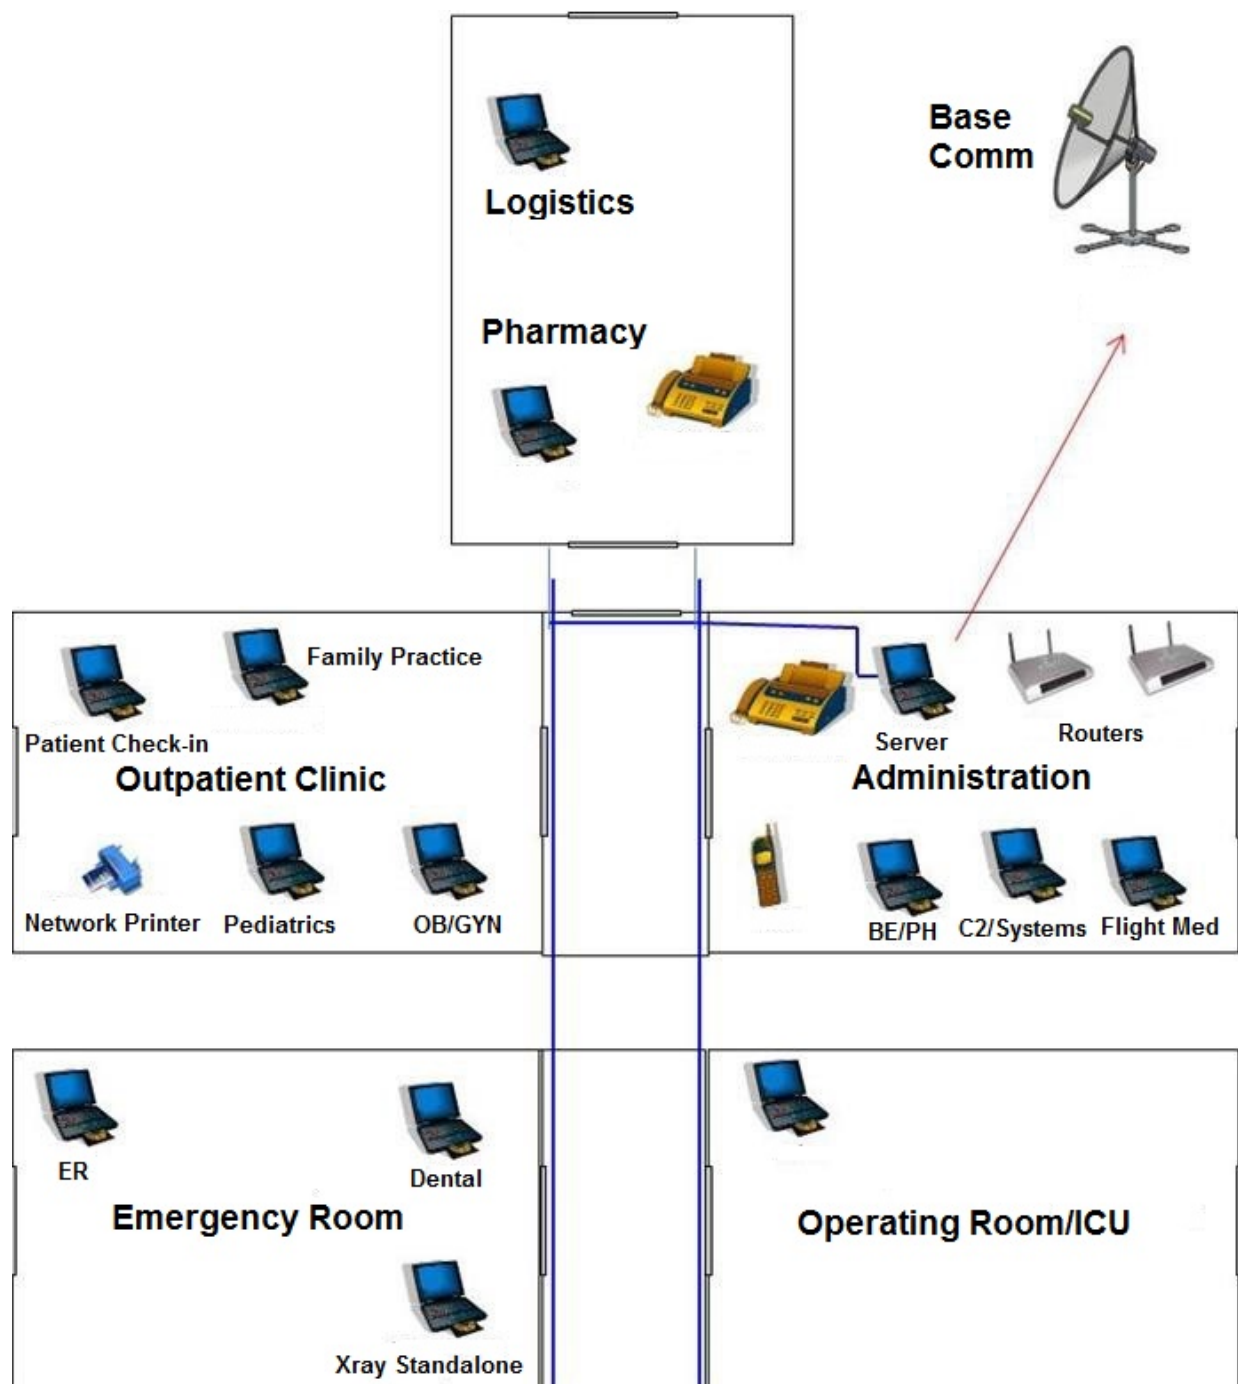 Base
Comm
Logistics
Pharmacy
Family Practice
Patient Check-in
Outpatient Clinic
Network Printer
Pediatrics
OB/GYN
Server
Routers
Administration
BE/PH
C2/Systems
Flight Med
ER
Dental
Emergency Room
Xray Standalone
Operating Room/ICU